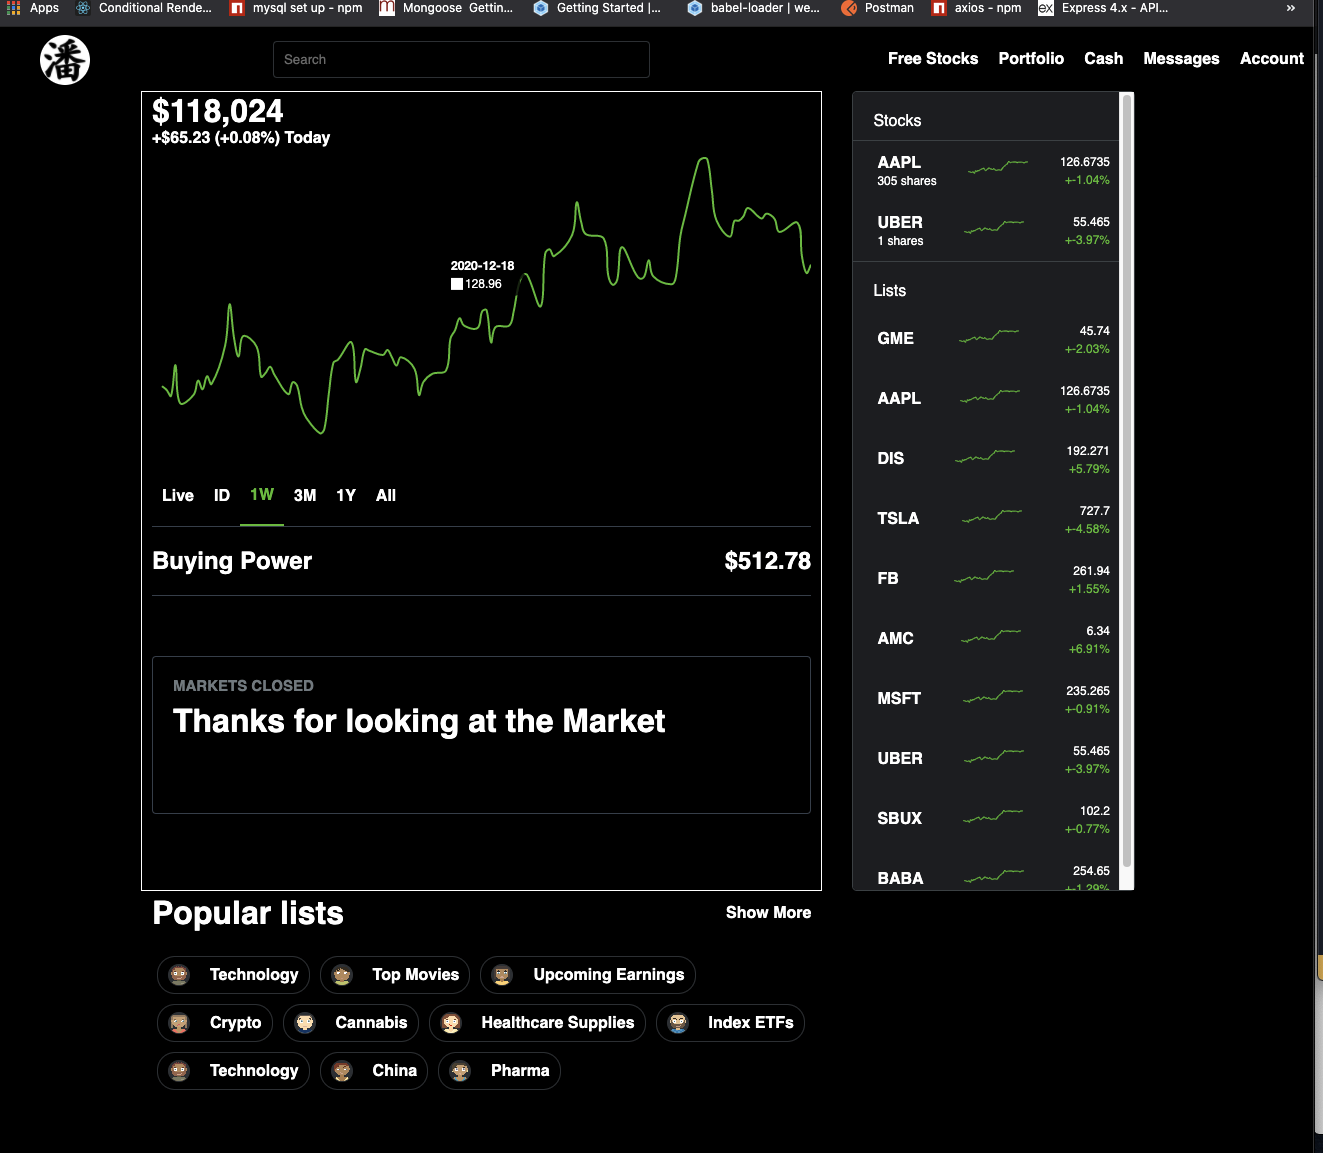 Apps Conditional Rende... mysql set up - npm Mongoose Gettin... Getting Started |... babel-loader | we... Postman axios - npm Express 4.x - API... »
潘 Search Free Stocks Portfolio Cash Messages Account
$118,024
+$65.23 (+0.08%) Today
2020-12-18
128.96
Live ID 1W 3M 1Y All
Buying Power $512.78
MARKETS CLOSED
Thanks for looking at the Market
Stocks
AAPL 126.6735
305 shares +-1.04%
UBER 55.465
1 shares +-3.97%
Lists
GME 45.74
+-2.03%
AAPL 126.6735
+-1.04%
DIS 192.271
+5.79%
TSLA 727.7
+-4.58%
FB 261.94
+1.55%
AMC 6.34
+6.91%
MSFT 235.265
+-0.91%
UBER 55.465
+-3.97%
SBUX 102.2
+-0.77%
BABA 254.65
+-1.29%
Popular lists Show More
Technology Top Movies Upcoming Earnings
Crypto Cannabis Healthcare Supplies Index ETFs
Technology China Pharma